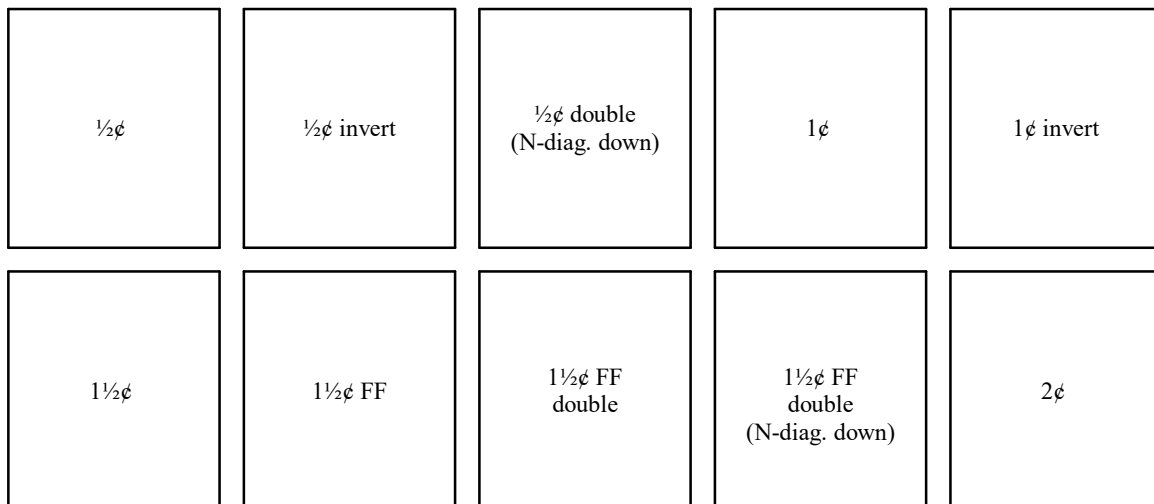 ½¢
½¢ invert
½¢ double
(N-diag. down)
1¢
1¢ invert
1½¢
1½¢ FF
1½¢ FF
double
1½¢ FF
double
(N-diag. down)
2¢